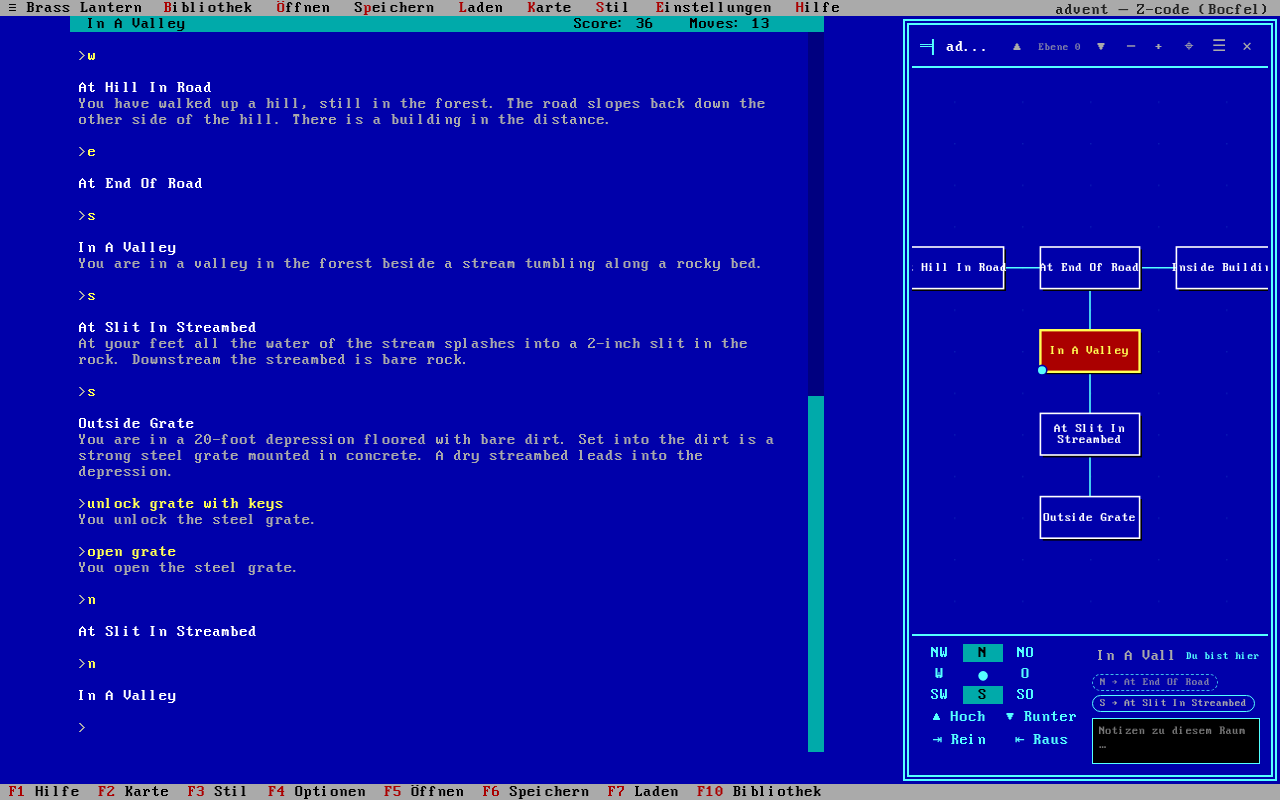 ≡ Brass Lantern Bibliothek Öffnen Speichern Laden Karte Stil Einstellungen Hilfe advent — Z-code (Bocfel)
In A Valley Score: 36 Moves: 13
>w
At Hill In Road
You have walked up a hill, still in the forest. The road slopes back down the
other side of the hill. There is a building in the distance.
>e
At End Of Road
>s
In A Valley
You are in a valley in the forest beside a stream tumbling along a rocky bed.
>s
At Slit In Streambed
At your feet all the water of the stream splashes into a 2-inch slit in the
rock. Downstream the streambed is bare rock.
>s
Outside Grate
You are in a 20-foot depression floored with bare dirt. Set into the dirt is a
strong steel grate mounted in concrete. A dry streambed leads into the
depression.
>unlock grate with keys
You unlock the steel grate.
>open grate
You open the steel grate.
>n
At Slit In Streambed
>n
In A Valley
>
ad... ▲ Ebene 0 ▼ − + ⌖ ☰ ✕
Hill In Road At End Of Road Inside Buildin
In A Valley
At Slit In
Streambed
Outside Grate
NW N NO
W ● O
SW S SO
▲ Hoch ▼ Runter
⇥ Rein ⇤ Raus
In A Vall Du bist hier
N → At End Of Road
S → At Slit In Streambed
Notizen zu diesem Raum
…
F1 Hilfe F2 Karte F3 Stil F4 Optionen F5 Öffnen F6 Speichern F7 Laden F10 Bibliothek